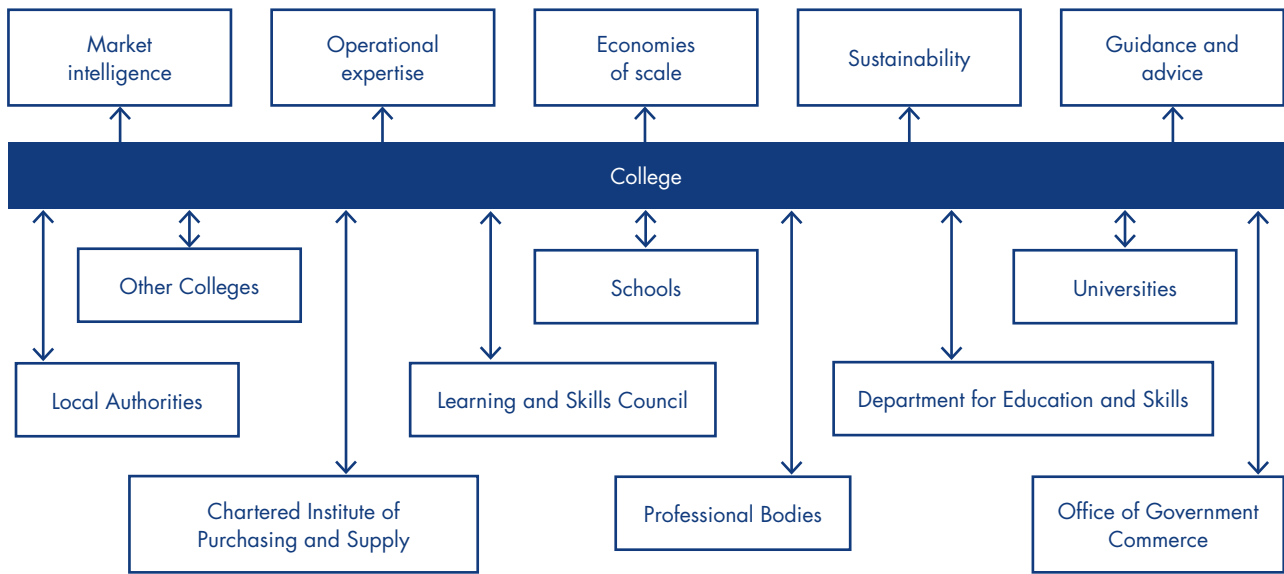 Market
intelligence
Operational
expertise
Economies
of scale
Sustainability
Guidance and
advice
College
Other Colleges
Schools
Universities
Local Authorities
Learning and Skills Council
Department for Education and Skills
Chartered Institute of
Purchasing and Supply
Professional Bodies
Office of Government
Commerce